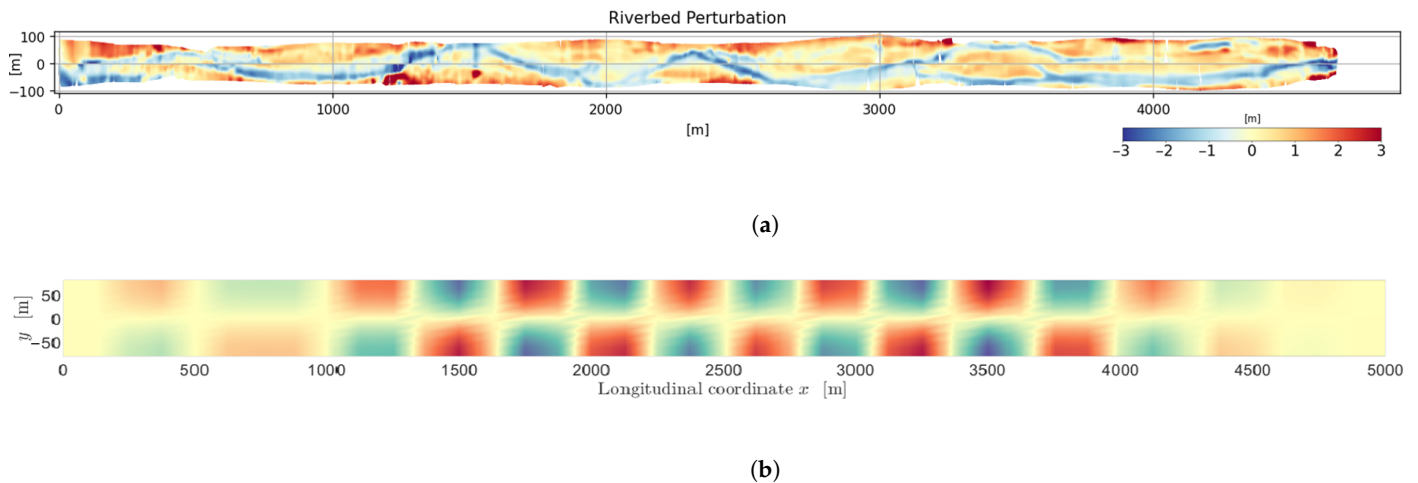 Riverbed Perturbation
[m]
100
0
−100
0 1000 2000 3000 4000
[m]
[m]
−3 −2 −1 0 1 2 3
(a)
y [m]
50
0
−50
0 500 1000 1500 2000 2500 3000 3500 4000 4500 5000
Longitudinal coordinate x [m]
(b)